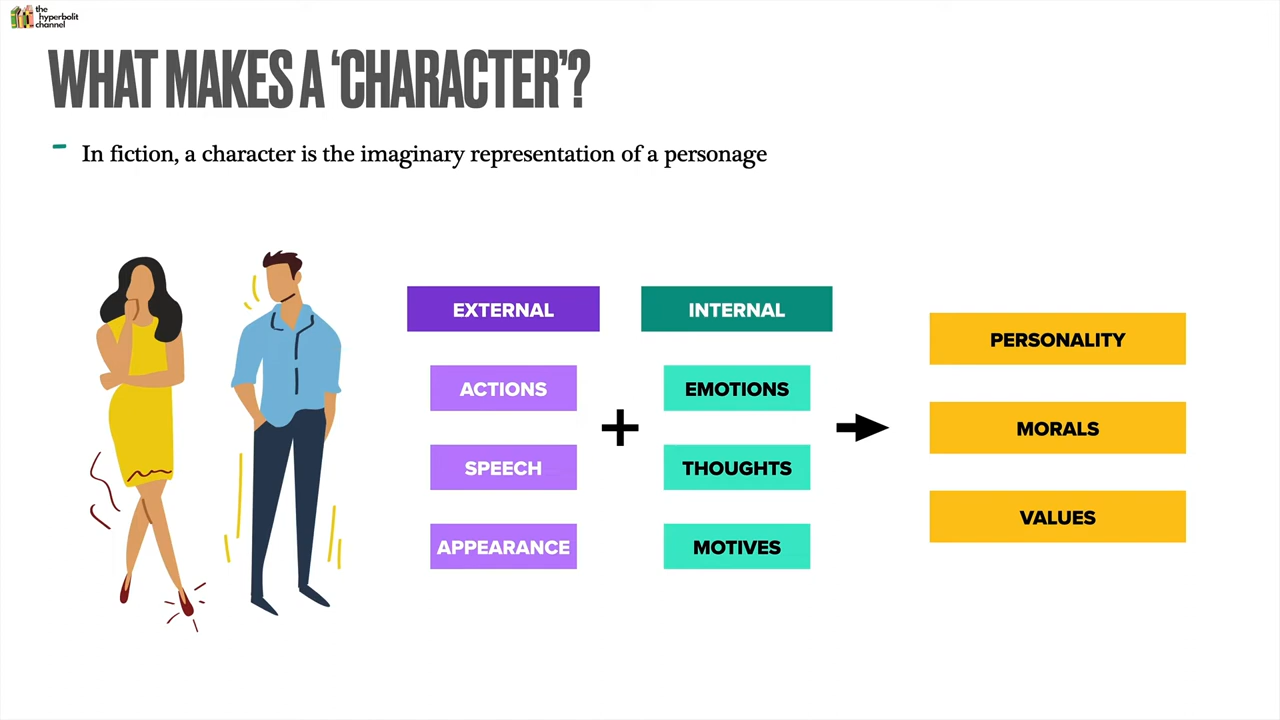 the
hyperbolit
channel
WHAT MAKES A ‘CHARACTER’?
- In fiction, a character is the imaginary representation of a personage
EXTERNAL
ACTIONS
SPEECH
APPEARANCE
+
INTERNAL
EMOTIONS
THOUGHTS
MOTIVES
PERSONALITY
MORALS
VALUES